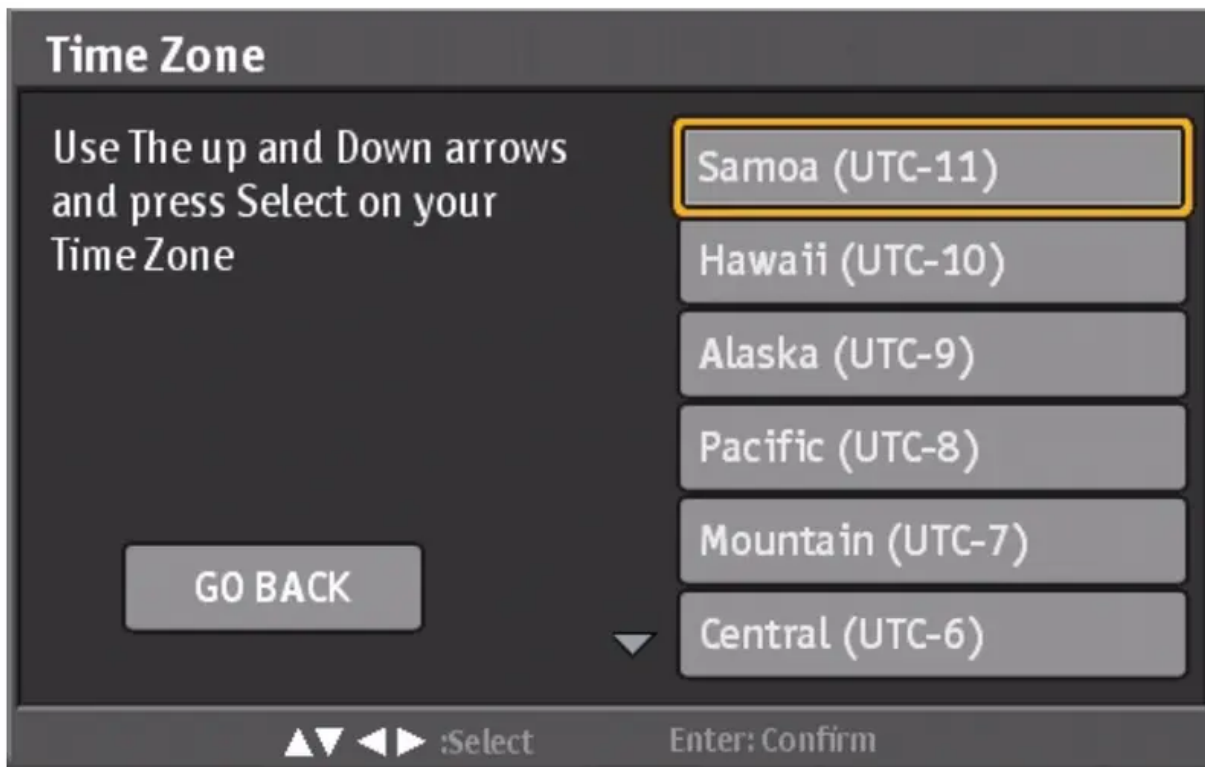 Time Zone
Use The up and Down arrows
and press Select on your
Time Zone
Samoa (UTC-11)
Hawaii (UTC-10)
Alaska (UTC-9)
Pacific (UTC-8)
Mountain (UTC-7)
Central (UTC-6)
GO BACK
▲▼ ◀ ▶ :Select
Enter: Confirm